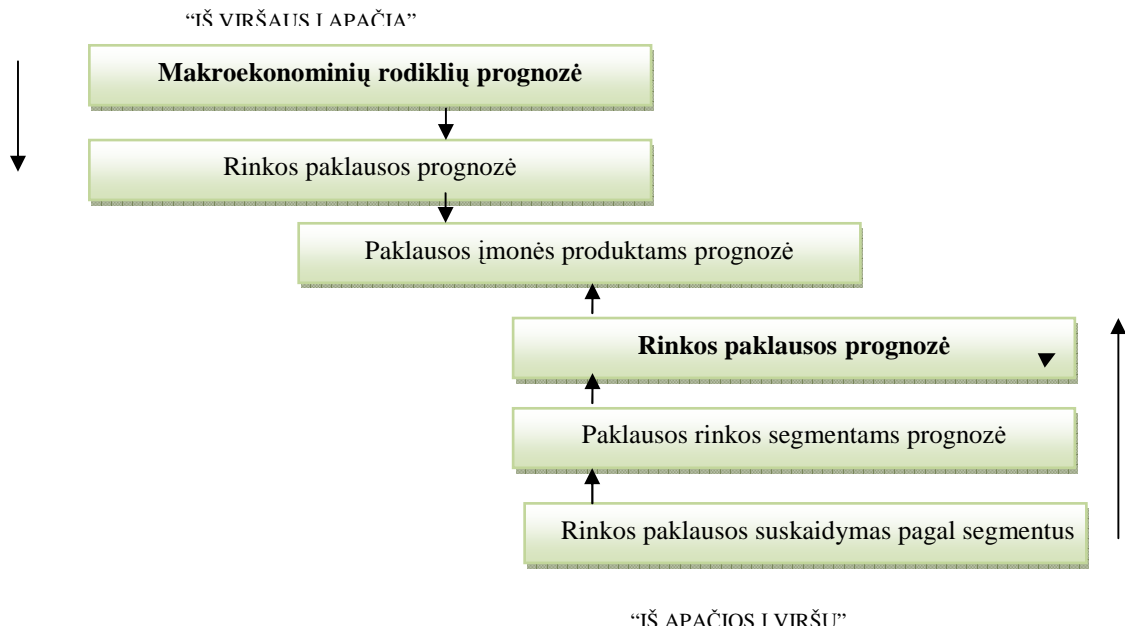 “IŠ VIRŠAUS Į APAČIĄ”
Makroekonominių rodiklių prognozė
Rinkos paklausos prognozė
Paklausos įmonės produktams prognozė
Rinkos paklausos prognozė
Paklausos rinkos segmentams prognozė
Rinkos paklausos suskaidymas pagal segmentus
“IŠ APAČIOS Į VIRŠŲ”